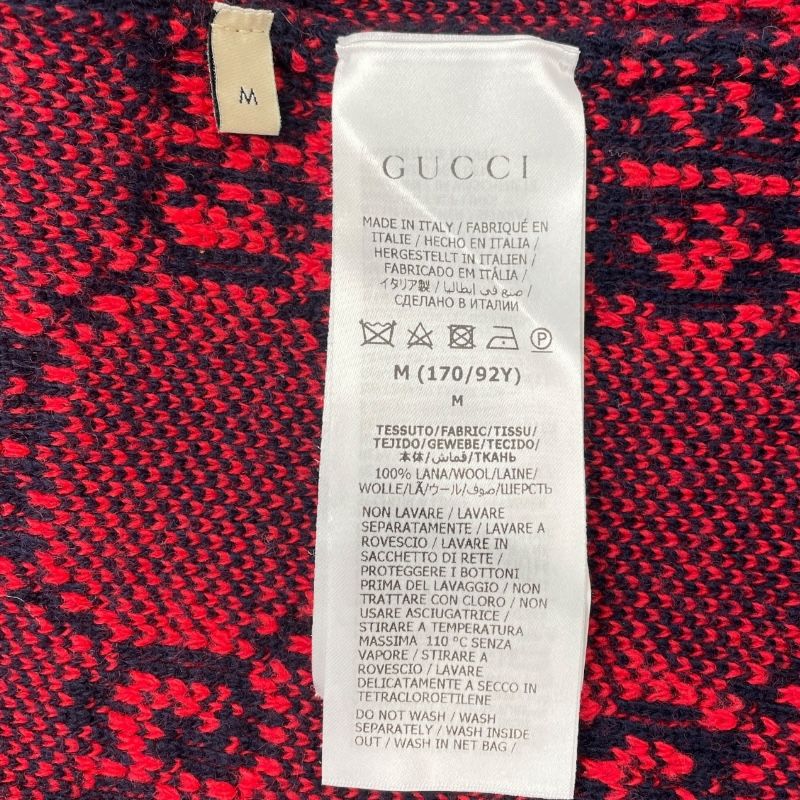 M
GUCCI
MADE IN ITALY / FABRIQUÉ EN
ITALIE / HECHO EN ITALIA /
HERGESTELLT IN ITALIEN /
FABRICADO EM ITÁLIA /
イタリア製 / صنع في ايطاليا /
СДЕЛАНО В ИТАЛИИ
P
M (170/92Y)
M
TESSUTO/FABRIC/TISSU/
TEJIDO/GEWEBE/TECIDO/
本体/قماش/ТКАНЬ
100% LANA/WOOL/LAINE/
WOLLE/LÃ/ウール/صوف/ШЕРСТЬ
NON LAVARE / LAVARE
SEPARATAMENTE / LAVARE A
ROVESCIO / LAVARE IN
SACCHETTO DI RETE /
PROTEGGERE I BOTTONI
PRIMA DEL LAVAGGIO / NON
TRATTARE CON CLORO / NON
USARE ASCIUGATRICE /
STIRARE A TEMPERATURA
MASSIMA 110 °C SENZA
VAPORE / STIRARE A
ROVESCIO / LAVARE
DELICATAMENTE A SECCO IN
TETRACLOROETILENE
DO NOT WASH / WASH
SEPARATELY / WASH INSIDE
OUT / WASH IN NET BAG /